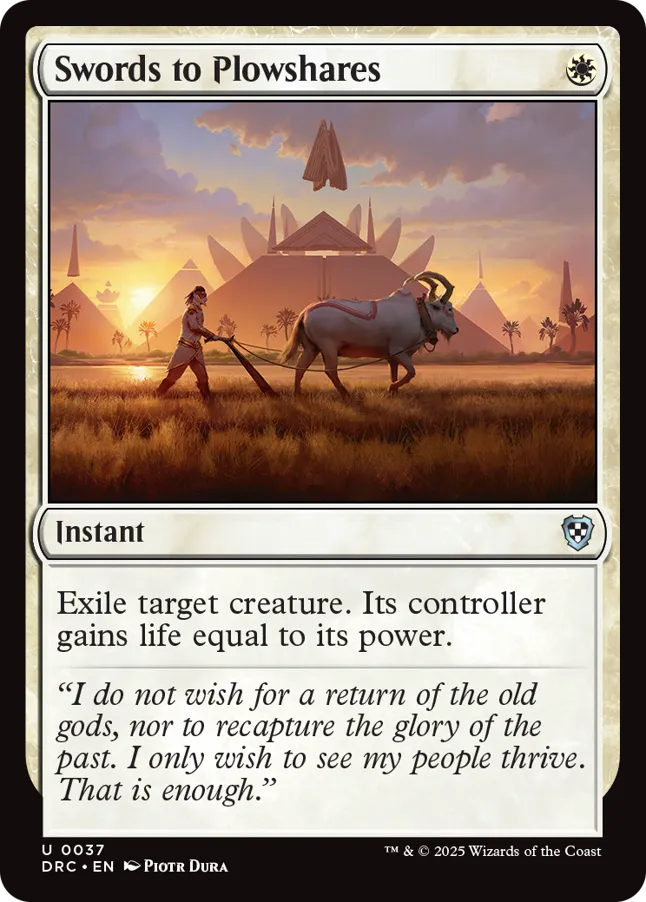 Swords to Plowshares
Instant
Exile target creature. Its controller
gains life equal to its power.
“I do not wish for a return of the old
gods, nor to recapture the glory of the
past. I only wish to see my people thrive.
That is enough.”
U 0037
DRC • EN Piotr Dura
™ & © 2025 Wizards of the Coast